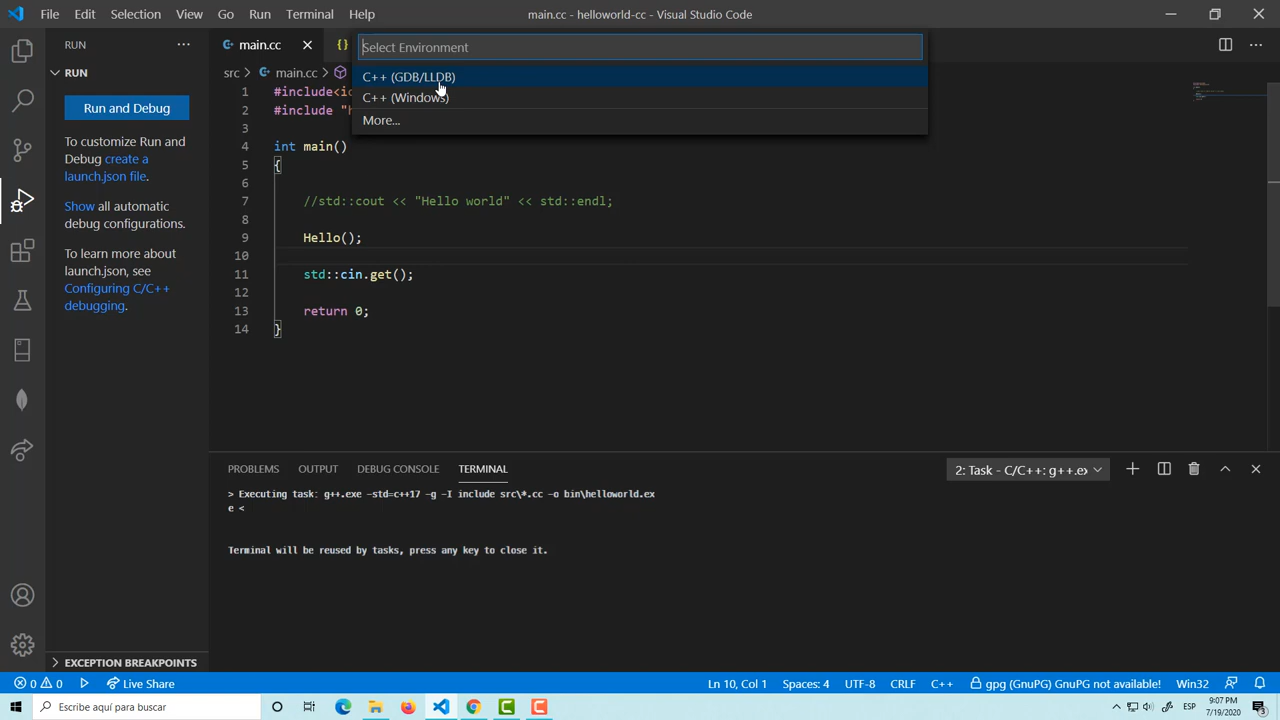 File Edit Selection View Go Run Terminal Help main.cc - helloworld-cc - Visual Studio Code
RUN
RUN
Run and Debug
To customize Run and
Debug create a
launch.json file.
Show all automatic
debug configurations.
To learn more about
launch.json, see
Configuring C/C++
debugging.
EXCEPTION BREAKPOINTS
main.cc {}
Select Environment
C++ (GDB/LLDB)
C++ (Windows)
More...
src > main.cc >
1 #include<i
2 #include "
3
4 int main()
5 {
6
7 //std::cout << "Hello world" << std::endl;
8
9 Hello();
10
11 std::cin.get();
12
13 return 0;
14 }
PROBLEMS OUTPUT DEBUG CONSOLE TERMINAL 2: Task - C/C++: g++.ex
> Executing task: g++.exe -std=c++17 -g -I include src\*.cc -o bin\helloworld.ex
e <
Terminal will be reused by tasks, press any key to close it.
0 0 Live Share Ln 10, Col 1 Spaces: 4 UTF-8 CRLF C++ gpg (GnuPG) GnuPG not available! Win32
Escribe aquí para buscar ESP 9:07 PM
7/19/2020 3